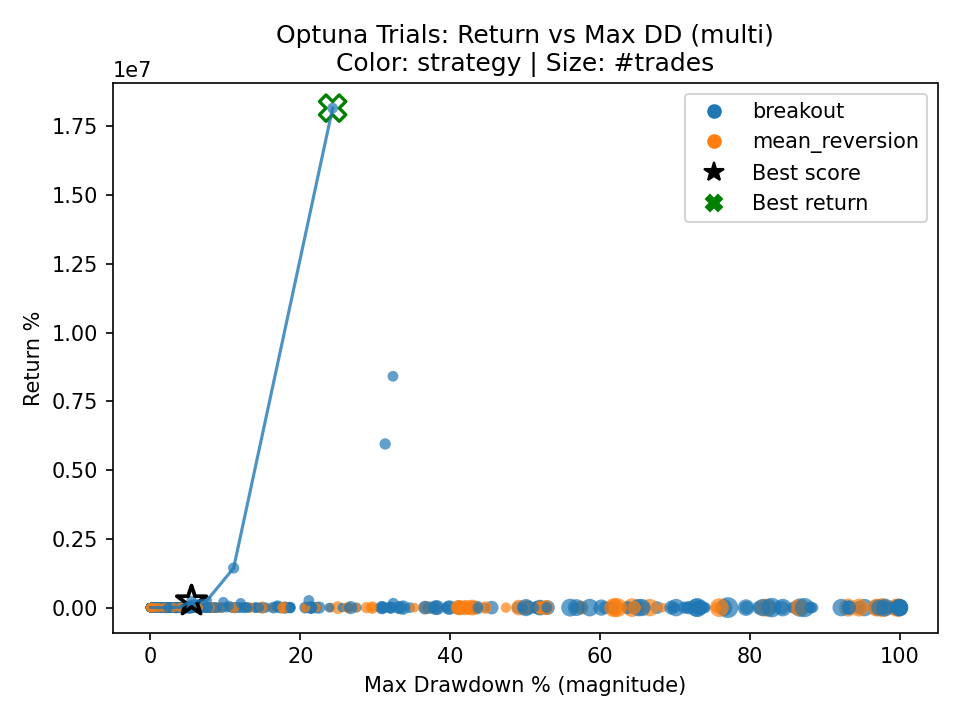 Optuna Trials: Return vs Max DD (multi)
Color: strategy | Size: #trades
1e7
breakout
mean_reversion
Best score
Best return
1.75
1.50
1.25
1.00
0.75
0.50
0.25
0.00
Return %
0 20 40 60 80 100
Max Drawdown % (magnitude)